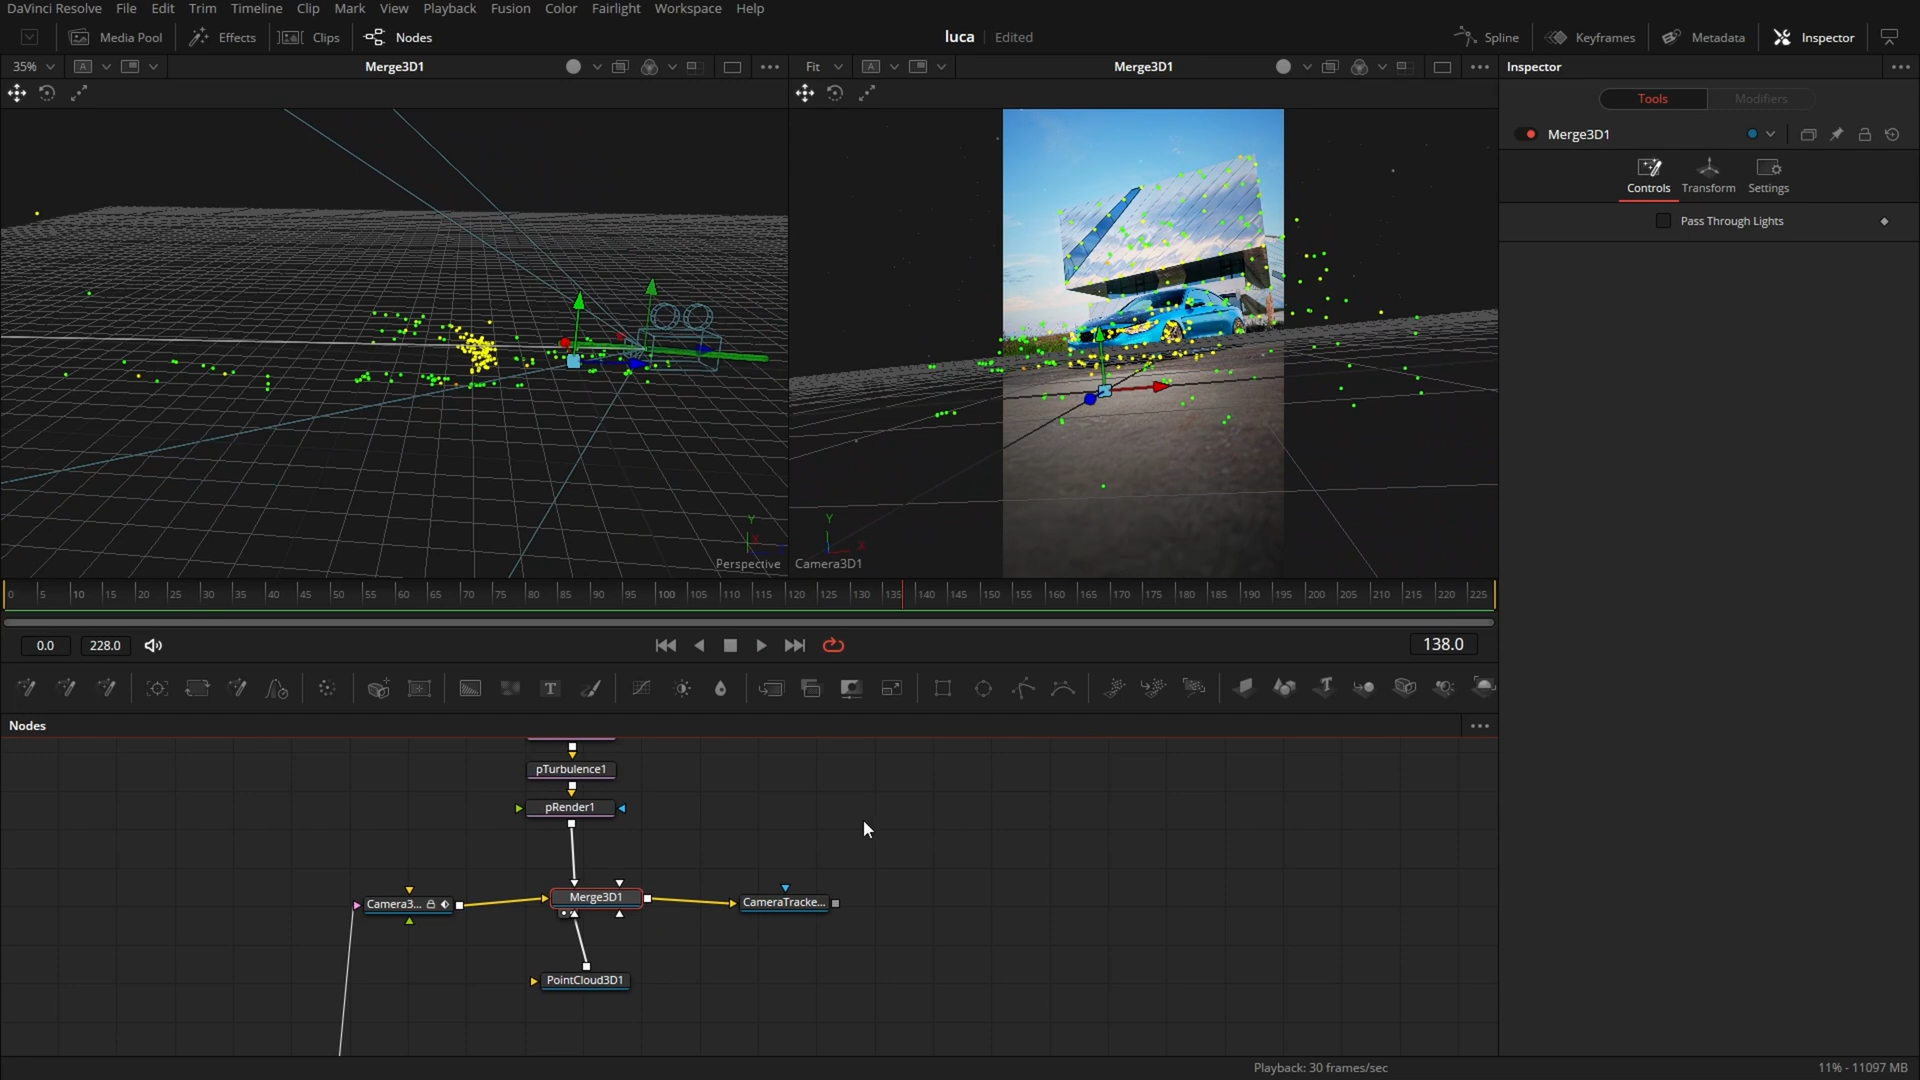 DaVinci Resolve File Edit Trim Timeline Clip Mark View Playback Fusion Color Fairlight Workspace Help
Media Pool Effects Clips Nodes luca Edited Spline Keyframes Metadata Inspector
35% A Merge3D1 Fit A Merge3D1 Inspector
Tools Modifiers
Merge3D1
Controls Transform Settings
Pass Through Lights
Y X Y X
Perspective Camera3D1
0 5 10 15 20 25 30 35 40 45 50 55 60 65 70 75 80 85 90 95 100 105 110 115 120 125 130 135 140 145 150 155 160 165 170 175 180 185 190 195 200 205 210 215 220 225
0.0 228.0 138.0
T T
Nodes
pTurbulence1
pRender1
Camera3... Merge3D1 CameraTracke...
PointCloud3D1
Playback: 30 frames/sec 11% - 11097 MB